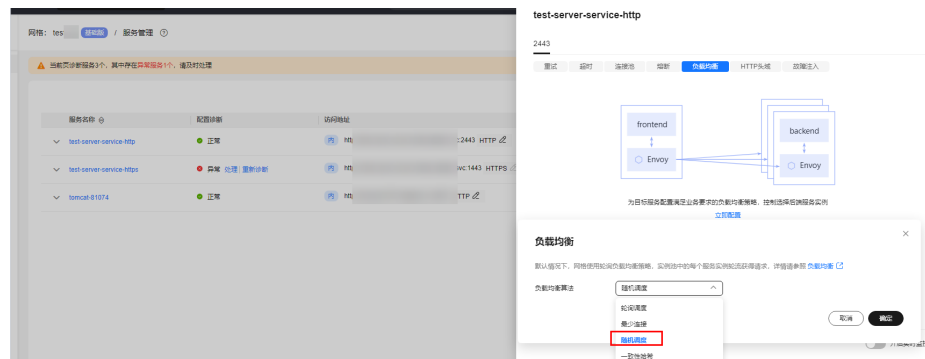 网格: tes 基础版 / 服务管理
当前页诊断服务3个,其中存在异常服务1个,请及时处理
服务名称 配置诊断 访问地址
test-server-service-http 正常 内 htt :2443 HTTP
test-server-service-https 异常 处理 重新诊断 内 htt vc:1443 HTTPS
tomcat-81074 正常 内 htt TTP
test-server-service-http
2443
重试 超时 连接池 熔断 负载均衡 HTTP头域 故障注入
frontend
backend
Envoy
Envoy
为目标服务配置满足业务要求的负载均衡策略,控制选择后端服务实例
立即配置
负载均衡
默认情况下,网格使用轮询负载均衡策略,实例池中的每个服务实例轮流获得请求,详情请参照 负载均衡
负载均衡算法 随机调度
轮询调度
最少连接
随机调度
一致性哈希
取消 确定